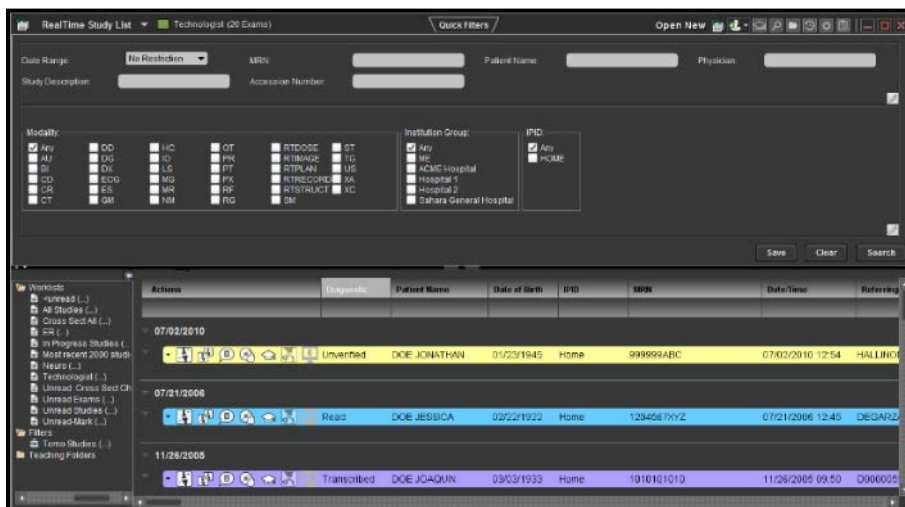 RealTime Study List Technologist (20 Exams) Quick Filters Open New
Date Range: No Restriction MRN: Patient Name: Physician:
Study Description: Accession Number:
Modality: Institution Group: IPID:
Any DD HC OT RTDOSE ST Any Any
AU DG IO PR RTIMAGE TG ME HOME
BI DX LS PT RTPLAN US ACME Hospital
CD ECG MG PX RTRECORD XA Hospital 1
CR ES MR RF RTSTRUCT XC Hospital 2
CT GM NM RG SM Sahara General Hospital
Save Clear Search
Worklists
(...)
All Studies (...)
Cross Sect All (...)
ER (...)
In Progress Studies (...
Most recent 2000 studi
Neuro (...)
Technologist (...)
Unread Cross Sect Ch
Unread Exams (...)
Unread Studies (...)
Unread-Mark (...)
Filters
Tomo Studies (...)
Teaching Folders
Actions Diagnostic Patient Name Date of Birth IPID MRN Date/Time Referring
07/02/2010
Unverified DOE JONATHAN 01/23/1945 Home 999999ABC 07/02/2010 12:54
07/21/2006
Read DOE JESSICA 02/22/1922 Home 1234567XYZ 07/21/2006 12:45 DEGARZA
11/26/2005
Transcribed DOE JOAQUIN 03/03/1933 Home 1010101010 11/26/2005 09:50